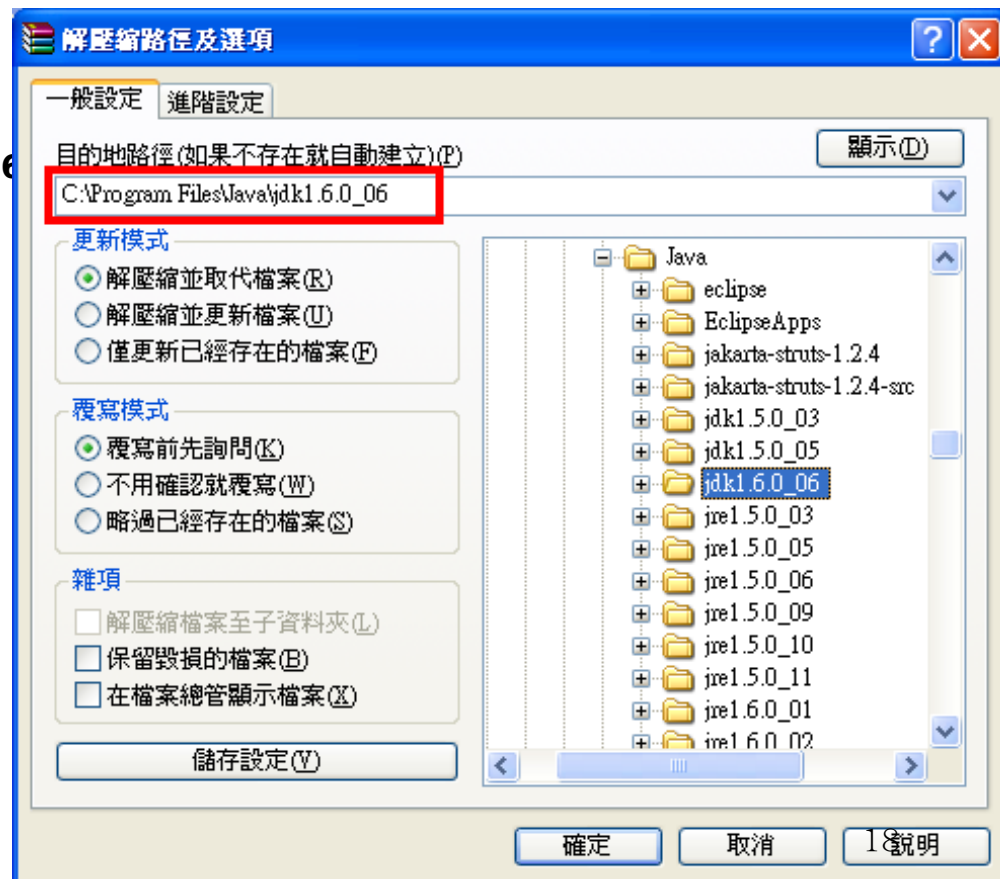 解壓縮路徑及選項
一般設定 進階設定
目的地路徑(如果不存在就自動建立)(P)
顯示(D)
6
C:\Program Files\Java\jdk1.6.0_06
更新模式
解壓縮並取代檔案(R)
解壓縮並更新檔案(U)
僅更新已經存在的檔案(F)
覆寫模式
覆寫前先詢問(K)
不用確認就覆寫(W)
略過已經存在的檔案(S)
雜項
解壓縮檔案至子資料夾(L)
保留毀損的檔案(B)
在檔案總管顯示檔案(X)
儲存設定(V)
Java
eclipse
EclipseApps
jakarta-struts-1.2.4
jakarta-struts-1.2.4-src
jdk1.5.0_03
jdk1.5.0_05
jdk1.6.0_06
jre1.5.0_03
jre1.5.0_05
jre1.5.0_06
jre1.5.0_09
jre1.5.0_10
jre1.5.0_11
jre1.6.0_01
jre1.6.0_02
確定 取消 說明
18